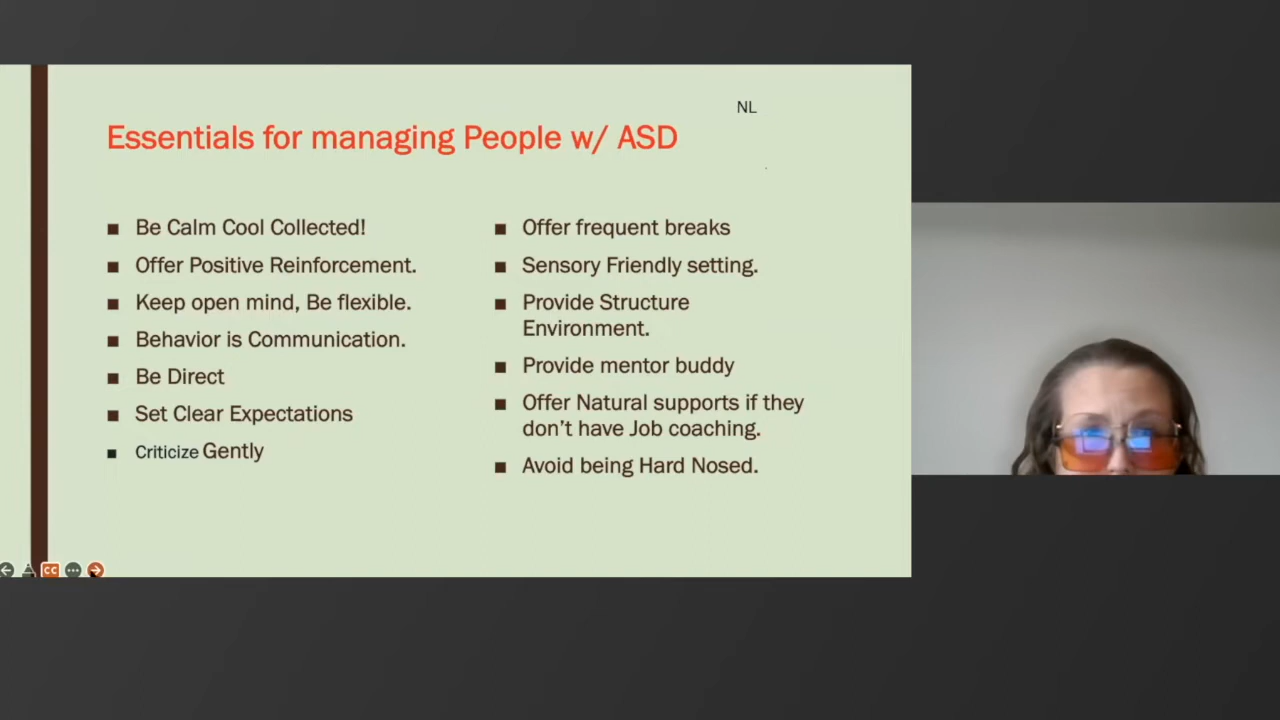 NL
Essentials for managing People w/ ASD
Be Calm Cool Collected!
Offer Positive Reinforcement.
Keep open mind, Be flexible.
Behavior is Communication.
Be Direct
Set Clear Expectations
Criticize Gently
Offer frequent breaks
Sensory Friendly setting.
Provide Structure
Environment.
Provide mentor buddy
Offer Natural supports if they
don’t have Job coaching.
Avoid being Hard Nosed.
CC